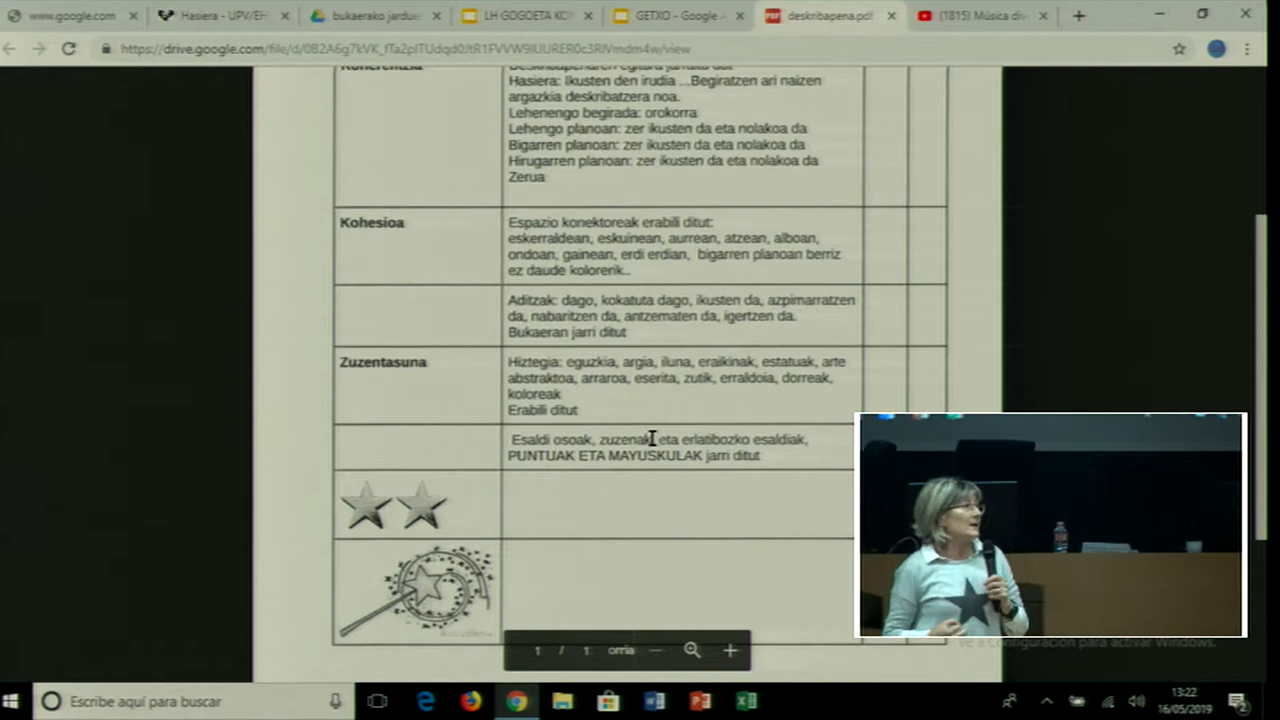 www.google.com
Hasiera - UPV/EH
bukaerako jardue
LH GOGOETA KO
GETXO - Google
deskribapena.pdf
(1815) Música di
https://drive.google.com/file/d/
/view
Koherentzia
Deskribapenaren egitura jarraitu dut
Hasiera: Ikusten den irudia ...Begiratzen ari naizen
argazkia deskribatzera noa.
Lehenengo begirada: orokorra
Lehengo planoan: zer ikusten da eta nolakoa da
Bigarren planoan: zer ikusten da eta nolakoa da
Hirugarren planoan: zer ikusten da eta nolakoa da
Zerua
Kohesioa
Espazio konektoreak erabili ditut:
eskerraldean, eskuinean, aurrean, atzean, alboan,
ondoan, gainean, erdi erdian, bigarren planoan berriz
ez daude kolorerik..
Aditzak: dago, kokatuta dago, ikusten da, azpimarratzen
da, nabaritzen da, antzematen da, igertzen da.
Bukaeran jarri ditut
Zuzentasuna
Hiztegia: eguzkia, argia, iluna, eraikinak, estatuak, arte
abstraktoa, arraroa, eserita, zutik, erraldoia, dorreak,
koloreak
Erabili ditut
Esaldi osoak, zuzenak eta erlatibozko esaldiak,
PUNTUAK ETA MAYUSKULAK jarri ditut
1 / 1 orria
Ve a Configuración para activar Windows.
Escribe aquí para buscar
13:22
16/05/2019